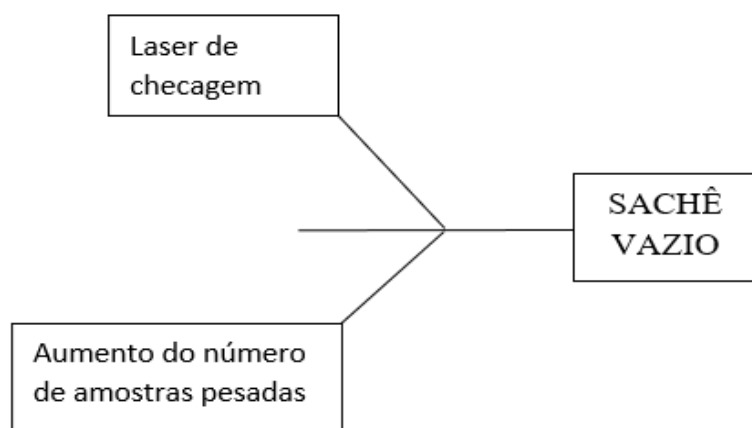 Laser de
checagem
SACHÊ
VAZIO
Aumento do número
de amostras pesadas